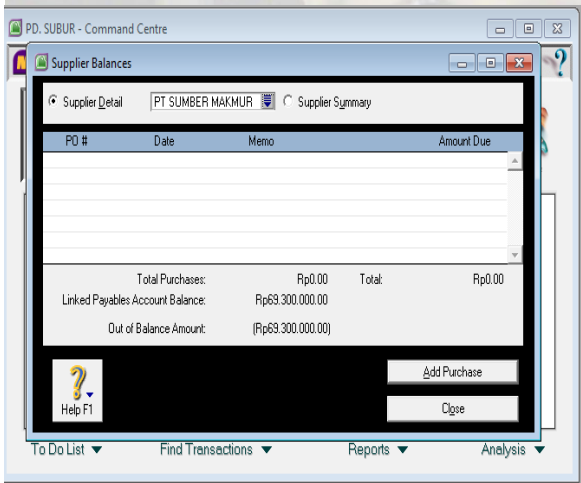 PD. SUBUR - Command Centre
Supplier Balances
Supplier Detail PT SUMBER MAKMUR Supplier Summary
PO # Date Memo Amount Due
Total Purchases: Rp0.00 Total: Rp0.00
Linked Payables Account Balance: Rp69.300.000.00
Out of Balance Amount: (Rp69.300.000.00)
Add Purchase
Help F1
Close
To Do List Find Transactions Reports Analysis